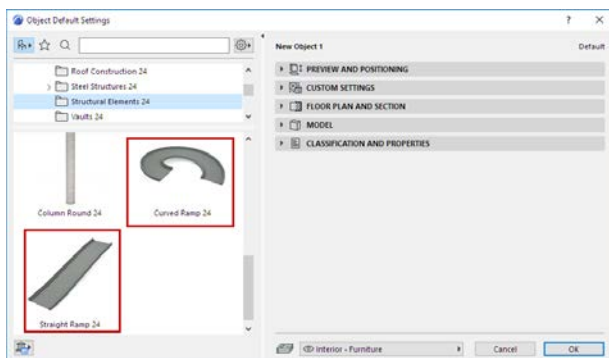 Object Default Settings
New Object 1
Default
Roof Construction 24
Steel Structures 24
Structural Elements 24
Vaults 24
Column Round 24
Curved Ramp 24
Straight Ramp 24
PREVIEW AND POSITIONING
CUSTOM SETTINGS
FLOOR PLAN AND SECTION
MODEL
CLASSIFICATION AND PROPERTIES
Interior - Furniture
Cancel
OK